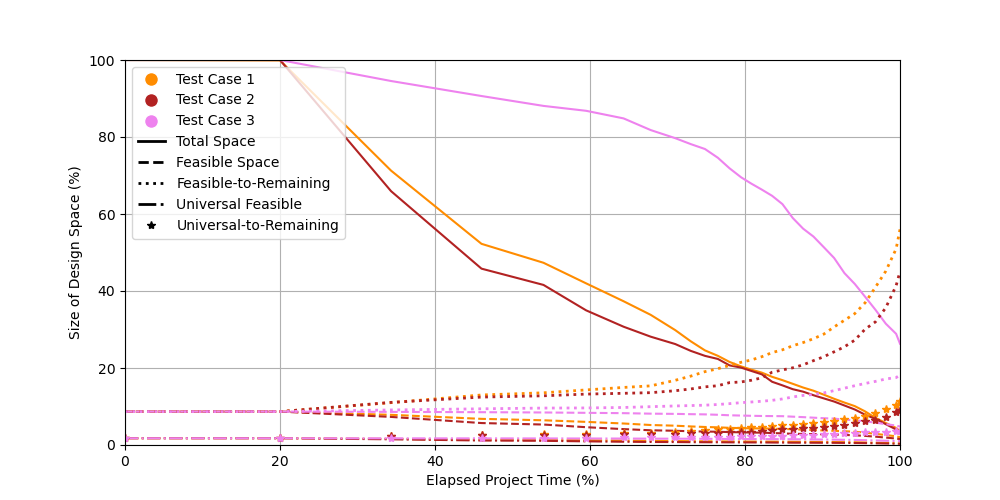 100
80
60
40
20
0
Size of Design Space (%)
Test Case 1
Test Case 2
Test Case 3
Total Space
Feasible Space
Feasible-to-Remaining
Universal Feasible
Universal-to-Remaining
0 20 40 60 80 100
Elapsed Project Time (%)